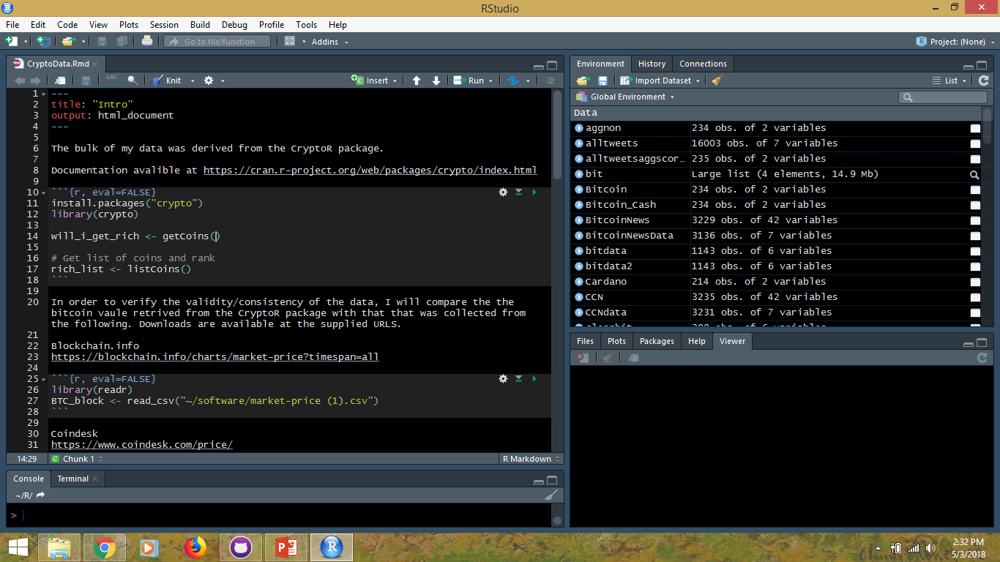 RStudio
File Edit Code View Plots Session Build Debug Profile Tools Help
Go to file/function Addins Project: (None)
CryptoData.Rmd
ABC Knit Insert Run
1 ---
2 title: "Intro"
3 output: html_document
4 ---
5
6 The bulk of my data was derived from the CryptoR package.
7
8 Documentation avalible at https://cran.r-project.org/web/packages/crypto/index.html
9
10 ```{r, eval=FALSE}
11 install.packages("crypto")
12 library(crypto)
13
14 will_i_get_rich <- getCoins()
15
16 # Get list of coins and rank
17 rich_list <- listCoins()
18 ```
19
20 In order to verify the validity/consistency of the data, I will compare the the
bitcoin vaule retrived from the CryptoR package with that that was collected from
the following. Downloads are available at the supplied URLS.
21
22 Blockchain.info
23 https://blockchain.info/charts/market-price?timespan=all
24
25 ```{r, eval=FALSE}
26 library(readr)
27 BTC_block <- read_csv("~/software/market-price (1).csv")
28 ```
29
30 Coindesk
31 https://www.coindesk.com/price/
14:29 C Chunk 1 R Markdown
Console Terminal
~/R/
>
Environment History Connections
Import Dataset List
Global Environment
Data
aggnon 234 obs. of 2 variables
alltweets 16003 obs. of 7 variables
alltweetsaggscor... 235 obs. of 2 variables
bit Large list (4 elements, 14.9 Mb)
Bitcoin 234 obs. of 2 variables
Bitcoin_Cash 234 obs. of 2 variables
BitcoinNews 3229 obs. of 42 variables
BitcoinNewsData 3136 obs. of 7 variables
bitdata 1143 obs. of 6 variables
bitdata2 1143 obs. of 6 variables
Cardano 214 obs. of 2 variables
CCN 3235 obs. of 42 variables
CCNdata 3231 obs. of 7 variables
Files Plots Packages Help Viewer
2:32 PM
5/3/2018